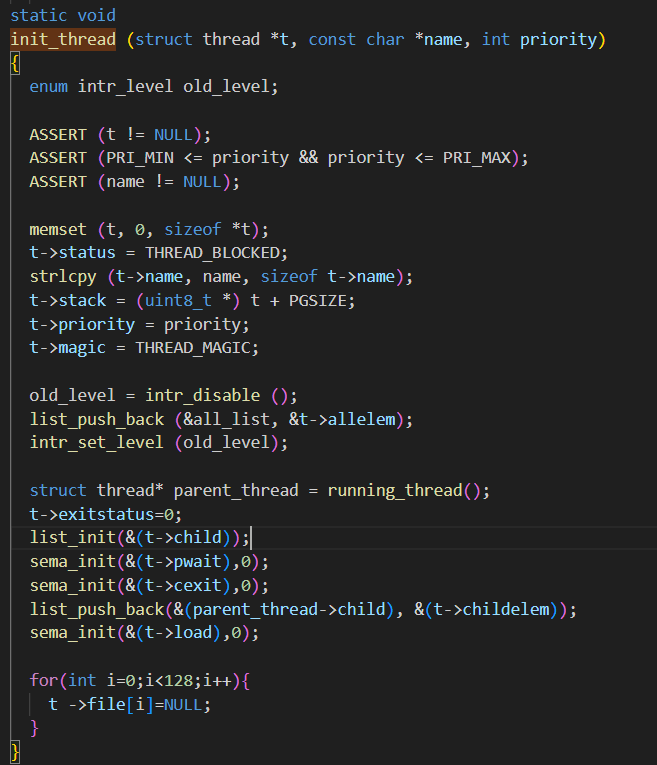 static void
init_thread (struct thread *t, const char *name, int priority)
{
  enum intr_level old_level;

  ASSERT (t != NULL);
  ASSERT (PRI_MIN <= priority && priority <= PRI_MAX);
  ASSERT (name != NULL);

  memset (t, 0, sizeof *t);
  t->status = THREAD_BLOCKED;
  strlcpy (t->name, name, sizeof t->name);
  t->stack = (uint8_t *) t + PGSIZE;
  t->priority = priority;
  t->magic = THREAD_MAGIC;

  old_level = intr_disable ();
  list_push_back (&all_list, &t->allelem);
  intr_set_level (old_level);

  struct thread* parent_thread = running_thread();
  t->exitstatus=0;
  list_init(&(t->child));
  sema_init(&(t->pwait),0);
  sema_init(&(t->cexit),0);
  list_push_back(&(parent_thread->child), &(t->childelem));
  sema_init(&(t->load),0);

  for(int i=0;i<128;i++){
    t ->file[i]=NULL;
  }
}